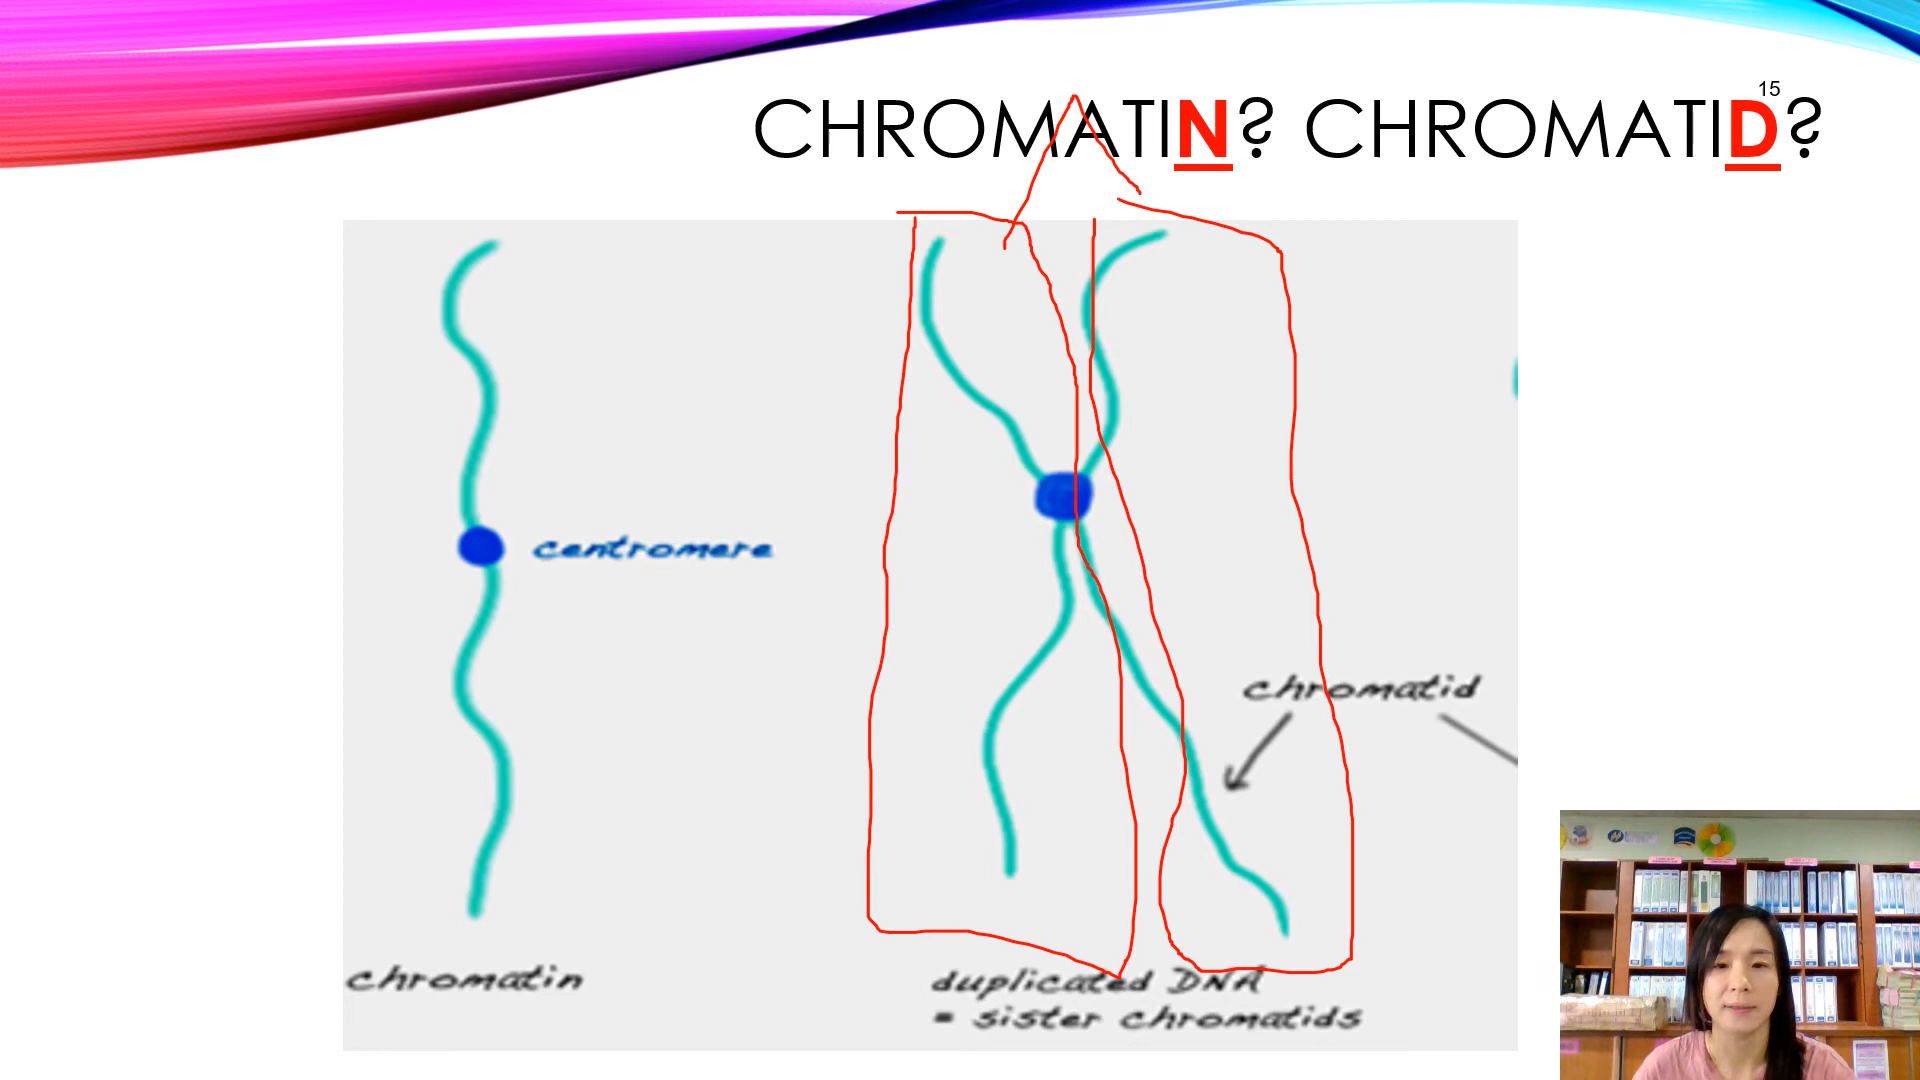 15
CHROMATIN? CHROMATID?
centromere
chromatid
chromatin
duplicated DNA
= sister chromatids